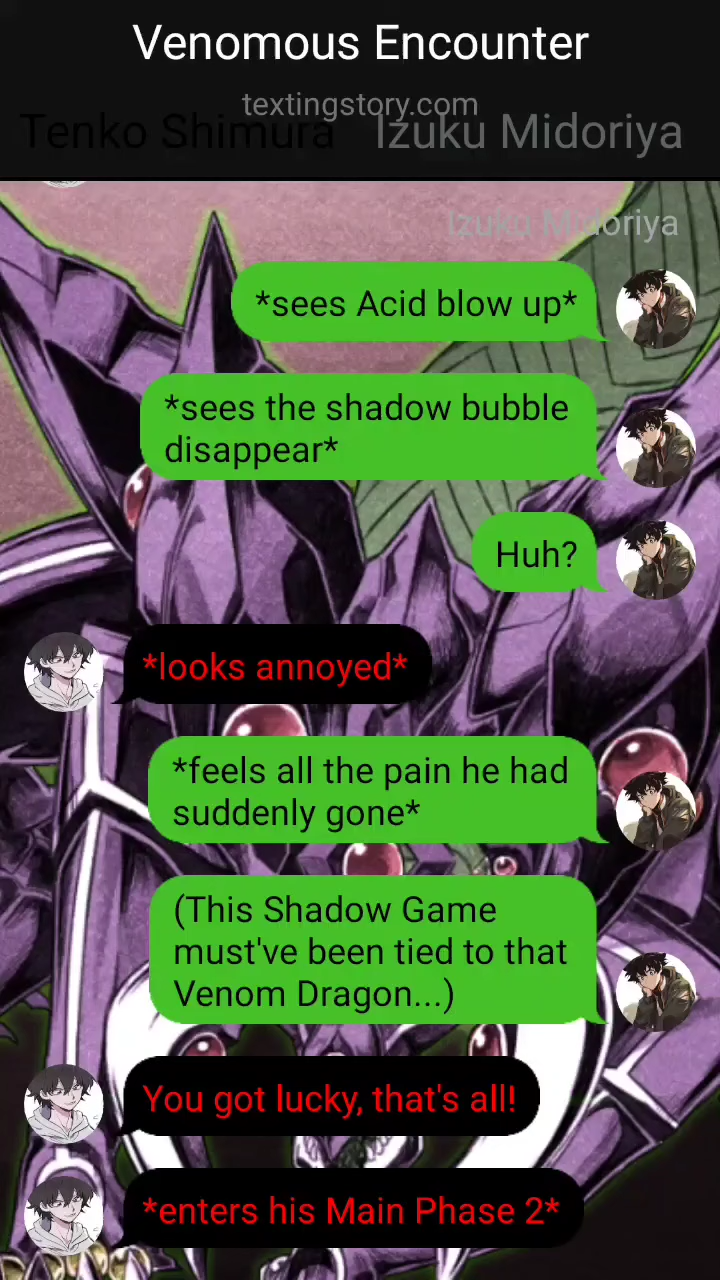 Venomous Encounter
textingstory.com
Tenko Shimura Izuku Midoriya
Izuku Midoriya
*sees Acid blow up*
*sees the shadow bubble
disappear*
Huh?
*looks annoyed*
*feels all the pain he had
suddenly gone*
(This Shadow Game
must've been tied to that
Venom Dragon...)
You got lucky, that's all!
*enters his Main Phase 2*